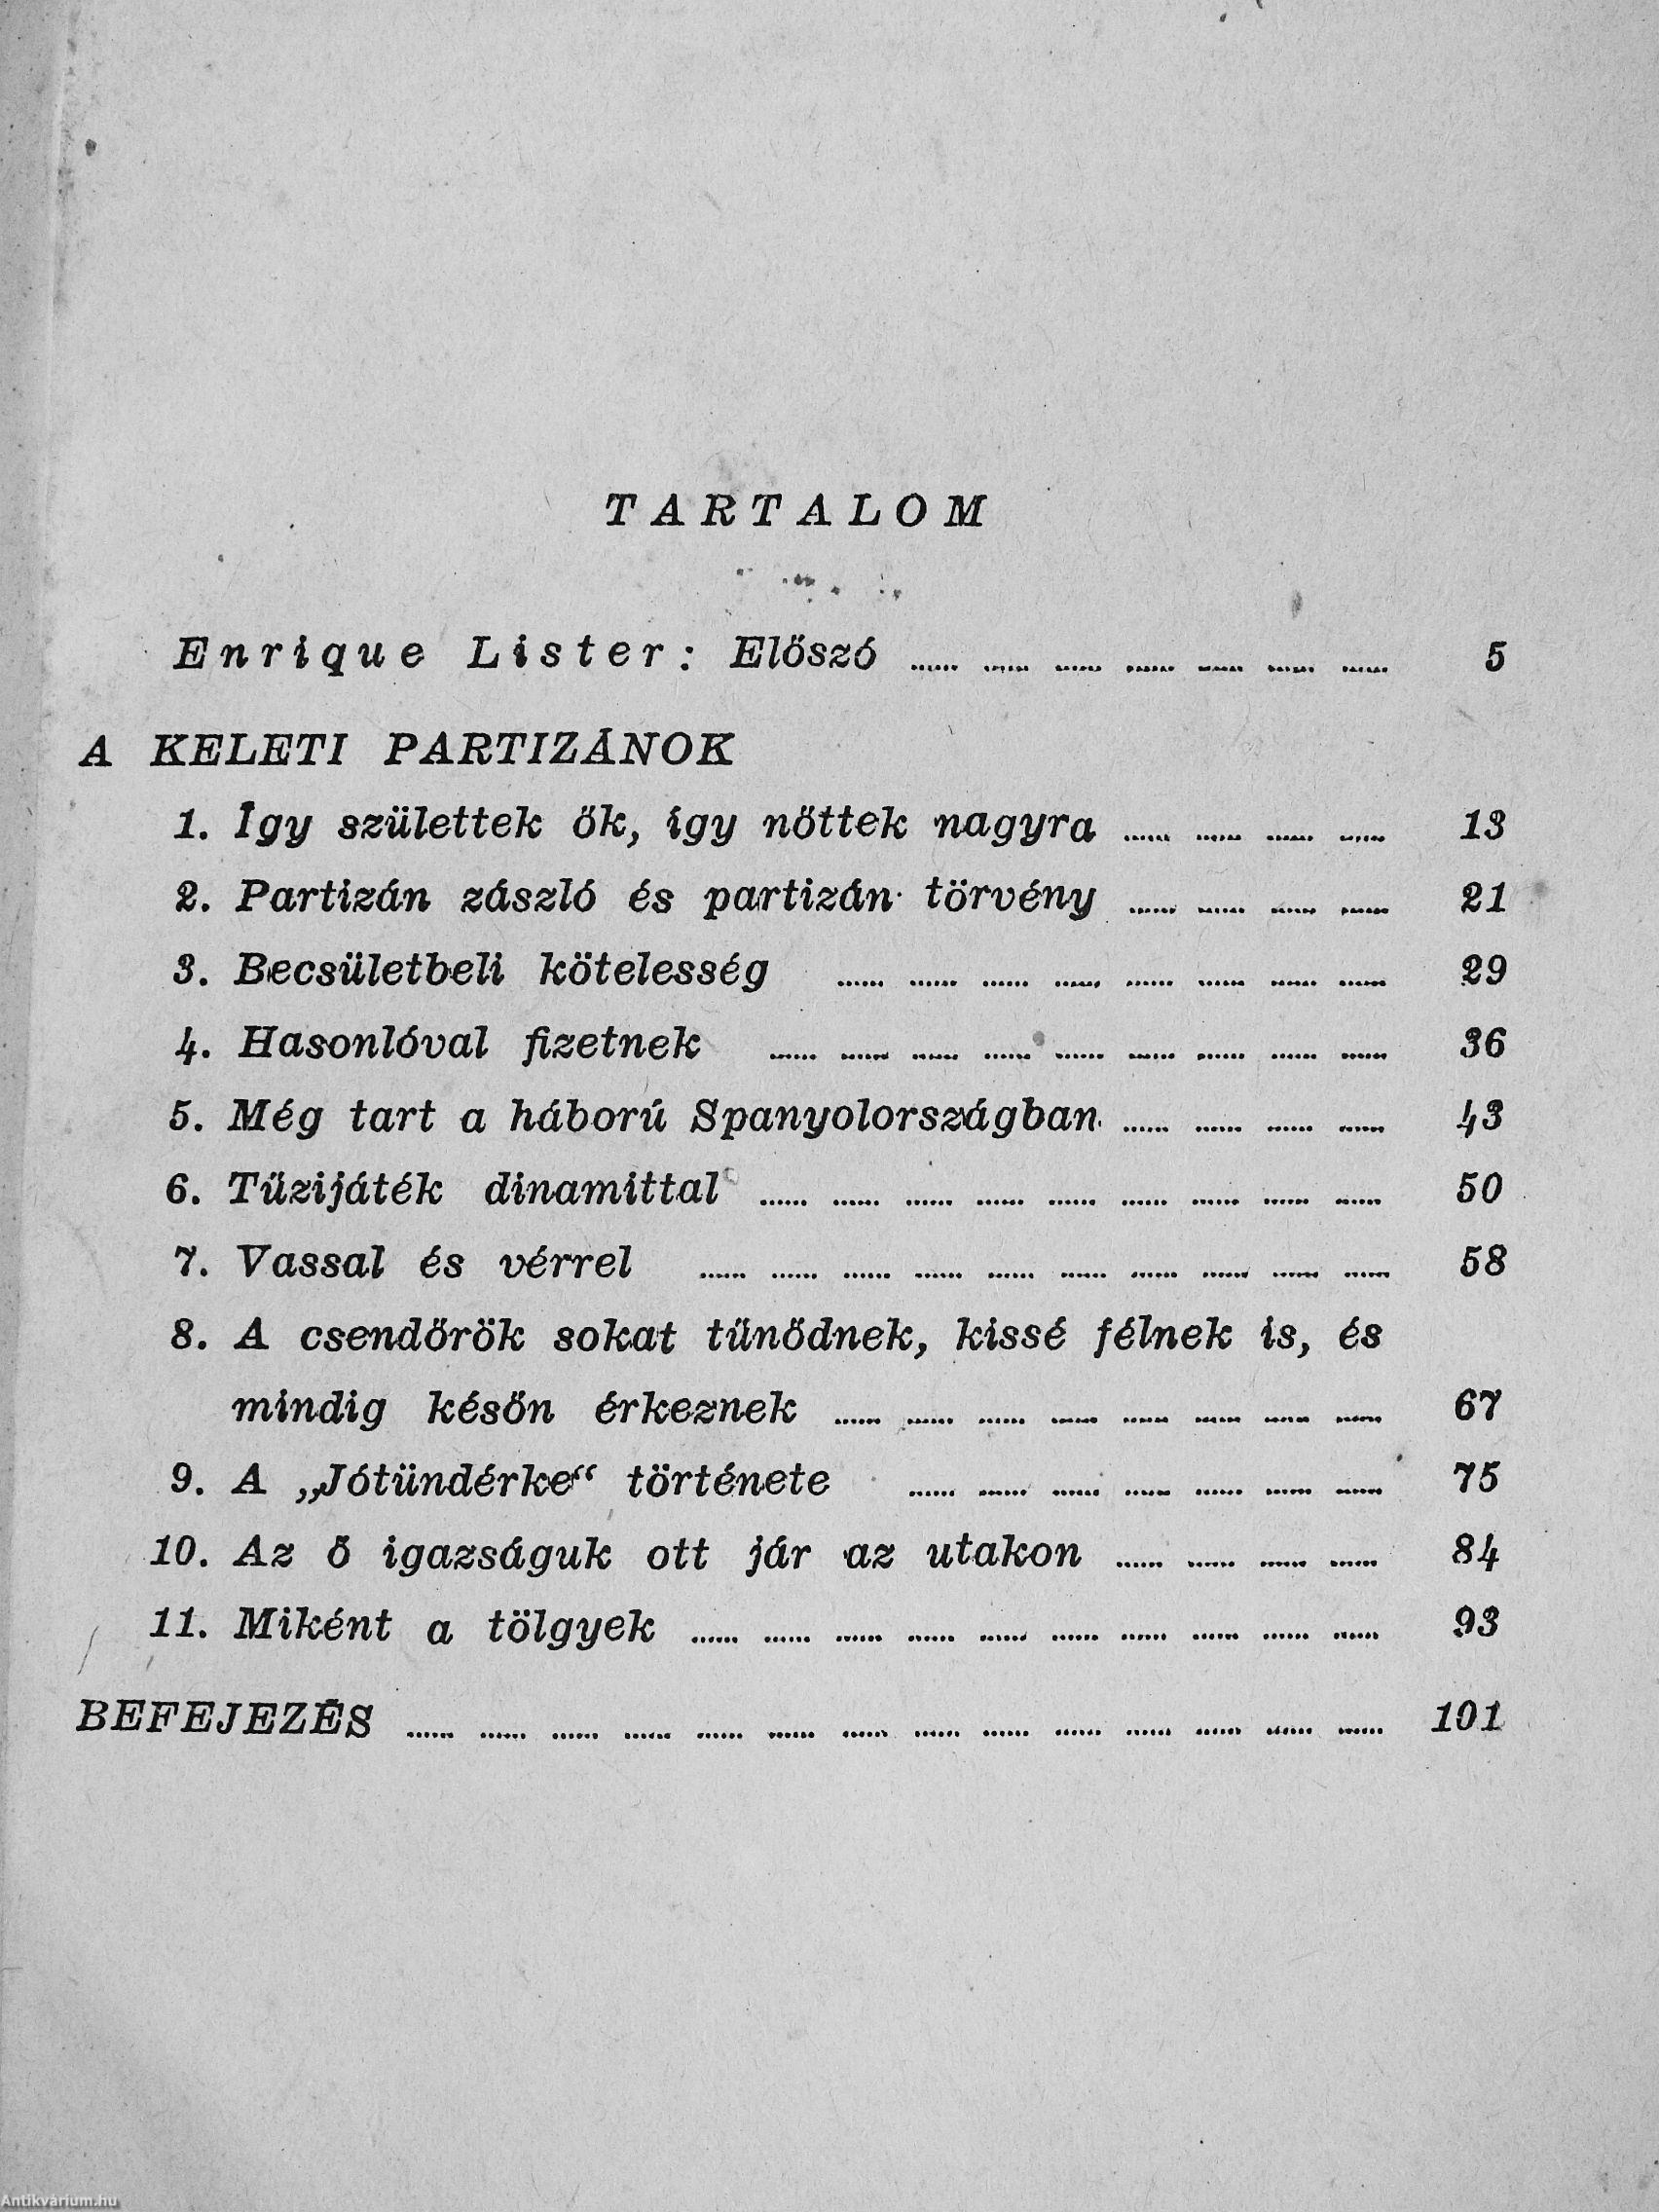 TARTALOM
Enrique Lister: Előszó ...... ...... ...... ...... ...... ...... ...... 5
A KELETI PARTIZÁNOK
1. Igy születtek ők, igy nőttek nagyra ...... ...... ...... ...... 13
2. Partizán zászló és partizán törvény ...... ...... ...... ...... 21
3. Becsületbeli kötelesség ...... ...... ...... ...... ...... ...... ...... ...... 29
4. Hasonlóval fizetnek ...... ...... ...... ...... ...... ...... ...... ...... ...... 36
5. Még tart a háború Spanyolországban ...... ...... ...... ...... 43
6. Tűzijáték dinamittal ...... ...... ...... ...... ...... ...... ...... ...... ...... 50
7. Vassal és vérrel ...... ...... ...... ...... ...... ...... ...... ...... ...... ...... 58
8. A csendőrök sokat tűnődnek, kissé félnek is, és
mindig későn érkeznek ...... ...... ...... ...... ...... ...... ...... ...... 67
9. A „Jótündérke“ története ...... ...... ...... ...... ...... ...... ...... 75
10. Az ő igazságuk ott jár az utakon ...... ...... ...... ...... 84
11. Miként a tölgyek ...... ...... ...... ...... ...... ...... ...... ...... ...... ...... 93
BEFEJEZÉS ...... ...... ...... ...... ...... ...... ...... ...... ...... ...... ...... ...... ...... ...... 101
Antikvárium.hu